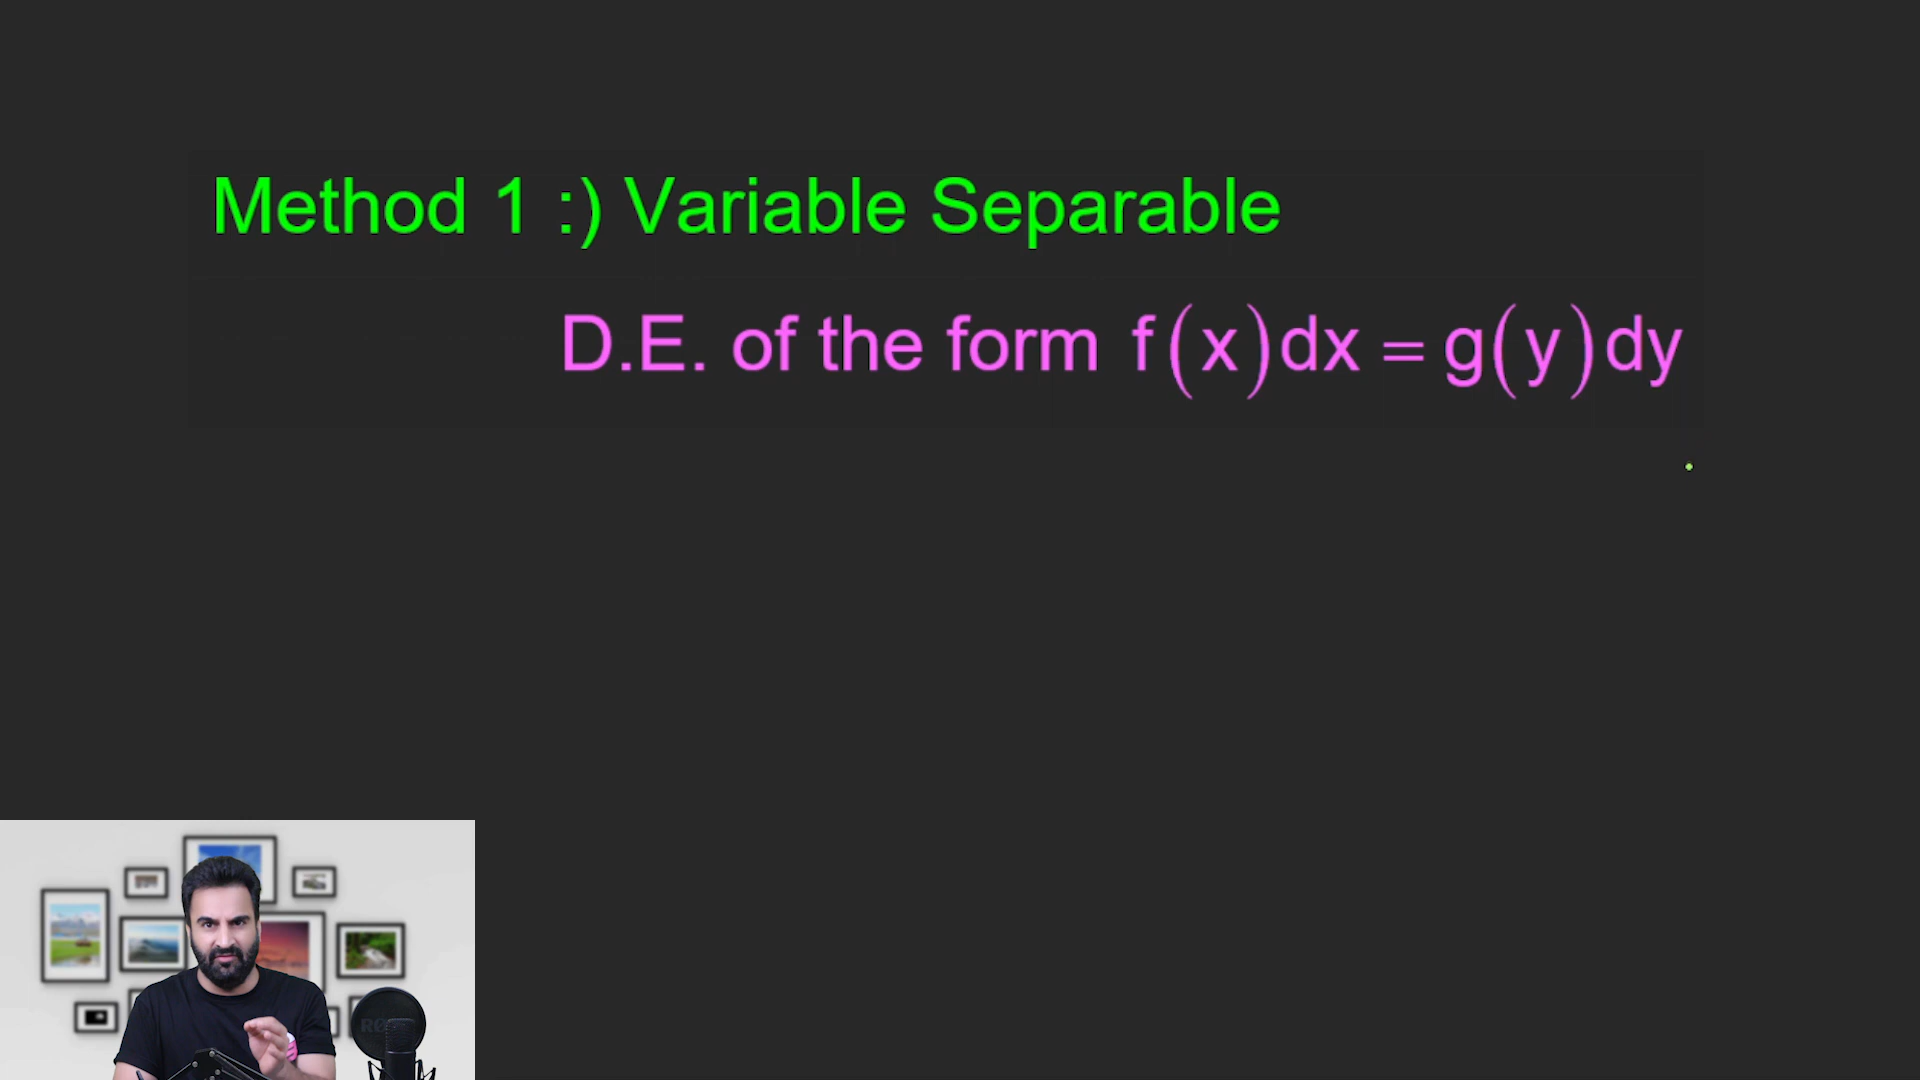 Method 1 :) Variable Separable
D.E. of the form f(x)dx = g(y)dy